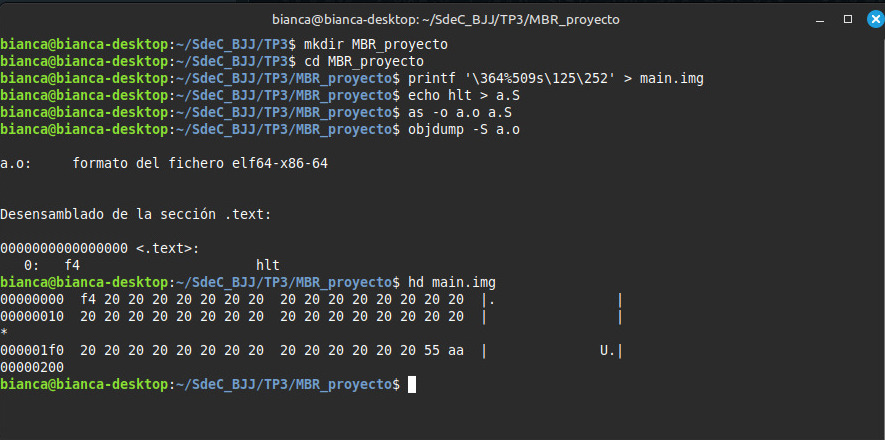 bianca@bianca-desktop: ~/SdeC_BJJ/TP3/MBR_proyecto
bianca@bianca-desktop:~/SdeC_BJJ/TP3$ mkdir MBR_proyecto
bianca@bianca-desktop:~/SdeC_BJJ/TP3$ cd MBR_proyecto
bianca@bianca-desktop:~/SdeC_BJJ/TP3/MBR_proyecto$ printf '\364%509s\125\252' > main.img
bianca@bianca-desktop:~/SdeC_BJJ/TP3/MBR_proyecto$ echo hlt > a.S
bianca@bianca-desktop:~/SdeC_BJJ/TP3/MBR_proyecto$ as -o a.o a.S
bianca@bianca-desktop:~/SdeC_BJJ/TP3/MBR_proyecto$ objdump -S a.o
a.o:     formato del fichero elf64-x86-64
Desensamblado de la sección .text:
0000000000000000 <.text>:
   0:   f4                      hlt
bianca@bianca-desktop:~/SdeC_BJJ/TP3/MBR_proyecto$ hd main.img
00000000  f4 20 20 20 20 20 20 20  20 20 20 20 20 20 20 20  |.               |
00000010  20 20 20 20 20 20 20 20  20 20 20 20 20 20 20 20  |                |
*
000001f0  20 20 20 20 20 20 20 20  20 20 20 20 20 20 55 aa  |              U.|
00000200
bianca@bianca-desktop:~/SdeC_BJJ/TP3/MBR_proyecto$